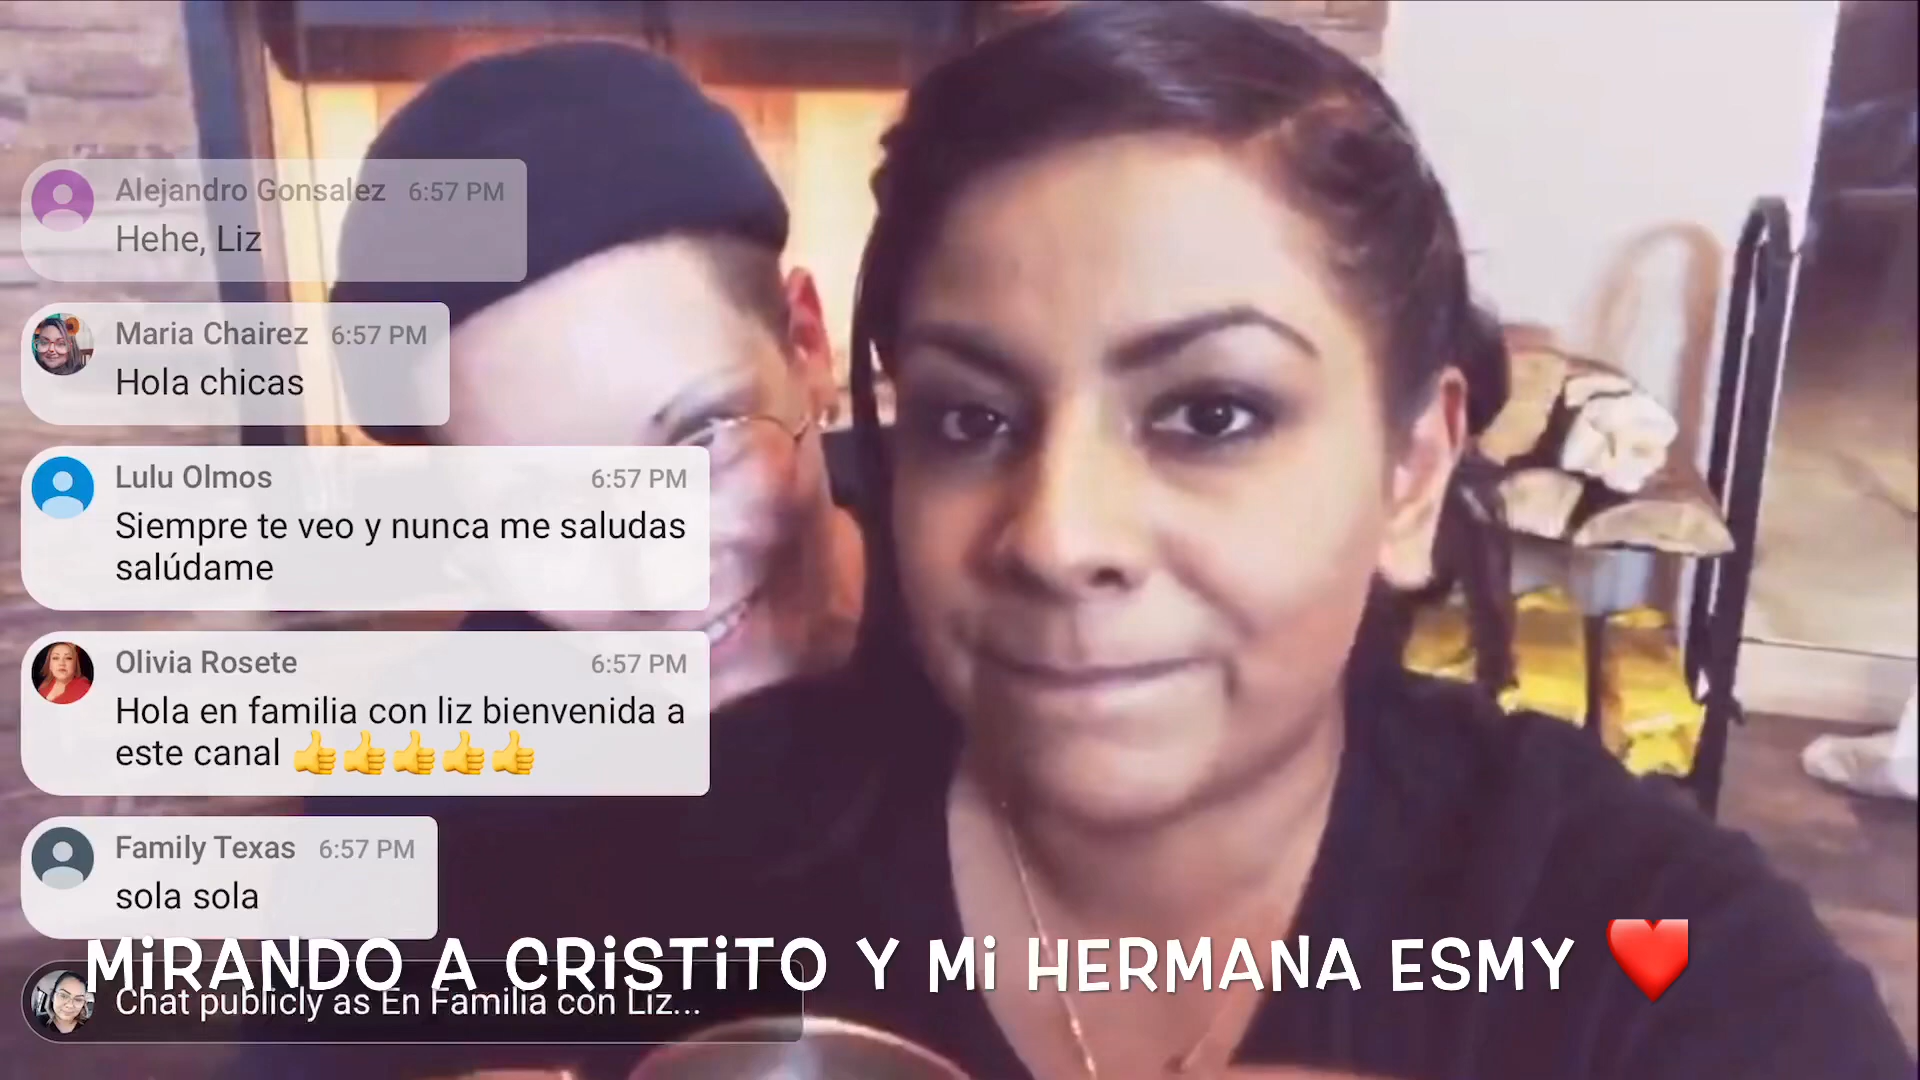 Alejandro Gonsalez 6:57 PM
Hehe, Liz
Maria Chairez 6:57 PM
Hola chicas
Lulu Olmos 6:57 PM
Siempre te veo y nunca me saludas
salúdame
Olivia Rosete 6:57 PM
Hola en familia con liz bienvenida a
este canal 👍👍👍👍👍
Family Texas 6:57 PM
sola sola
MiRANDO A CRiSTiTO Y Mi HERMANA ESMY ❤️
Chat publicly as En Familia con Liz...